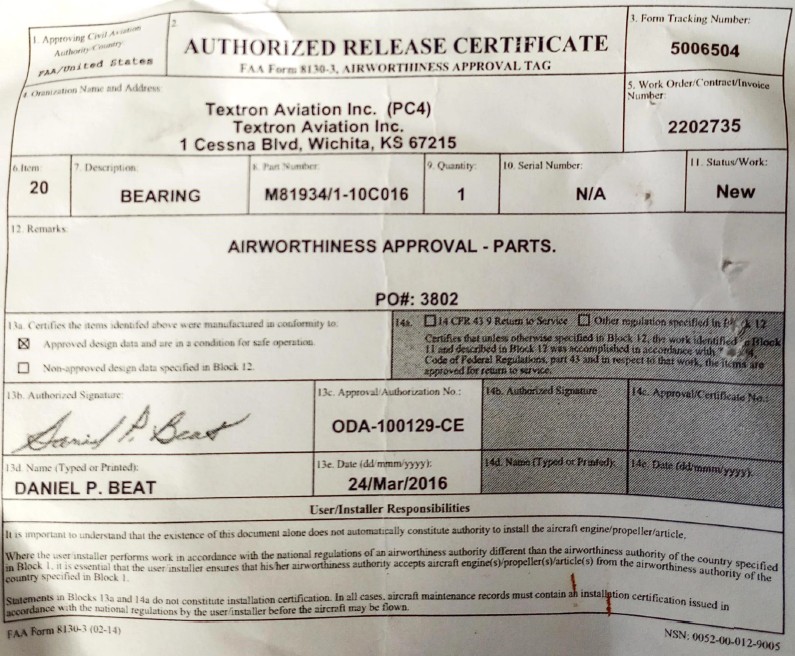 1. Approving Civil Aviation
Authority/Country:
FAA/United States
2.
AUTHORIZED RELEASE CERTIFICATE
FAA Form 8130-3, AIRWORTHINESS APPROVAL TAG
3. Form Tracking Number:
5006504
4. Oranization Name and Address:
Textron Aviation Inc. (PC4)
Textron Aviation Inc.
1 Cessna Blvd, Wichita, KS 67215
5. Work Order/Contract/Invoice
Number:
2202735
6.Item:
20
7. Description:
BEARING
8. Part Number:
M81934/1-10C016
9. Quantity:
1
10. Serial Number:
N/A
11. Status/Work:
New
12. Remarks:
AIRWORTHINESS APPROVAL - PARTS.
PO#: 3802
13a. Certifies the items identifed above were manufactured in conformity to:
Approved design data and are in a condition for safe operation.
Non-approved design data specified in Block 12.
14a. 14 CFR 43 9 Return to Service Other regulation specified in Block 12
Certifies that unless otherwise specified in Block 12, the work identified in Block
11 and described in Block 12 was accomplished in accordance with
Code of Federal Regulations, part 43 and in respect to that work, the items are
approved for return to service.
13b. Authorized Signature:
Daniel P. Beat
13c. Approval/Authorization No.:
ODA-100129-CE
14b. Authorized Signature
14c. Approval/Certificate No.:
13d. Name (Typed or Printed):
DANIEL P. BEAT
13e. Date (dd/mmm/yyyy):
24/Mar/2016
14d. Name (Typed or Printed):
14e. Date (dd/mmm/yyyy):
User/Installer Responsibilities
It is important to understand that the existence of this document alone does not automatically constitute authority to install the aircraft engine/propeller/article.
Where the user/installer performs work in accordance with the national regulations of an airworthiness authority different than the airworthiness authority of the country specified
in Block 1, it is essential that the user/installer ensures that his/her airworthiness authority accepts aircraft engine(s)/propeller(s)/article(s) from the airworthiness authority of the
country specified in Block 1.
Statements in Blocks 13a and 14a do not constitute installation certification. In all cases, aircraft maintenance records must contain an installation certification issued in
accordance with the national regulations by the user/installer before the aircraft may be flown.
FAA Form 8130-3 (02-14)
NSN: 0052-00-012-9005